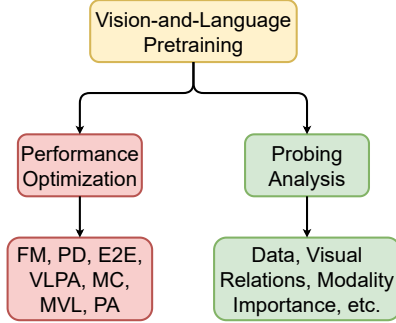 Vision-and-Language
Pretraining
Performance
Optimization
Probing
Analysis
FM, PD, E2E,
VLPA, MC,
MVL, PA
Data, Visual
Relations, Modality
Importance, etc.